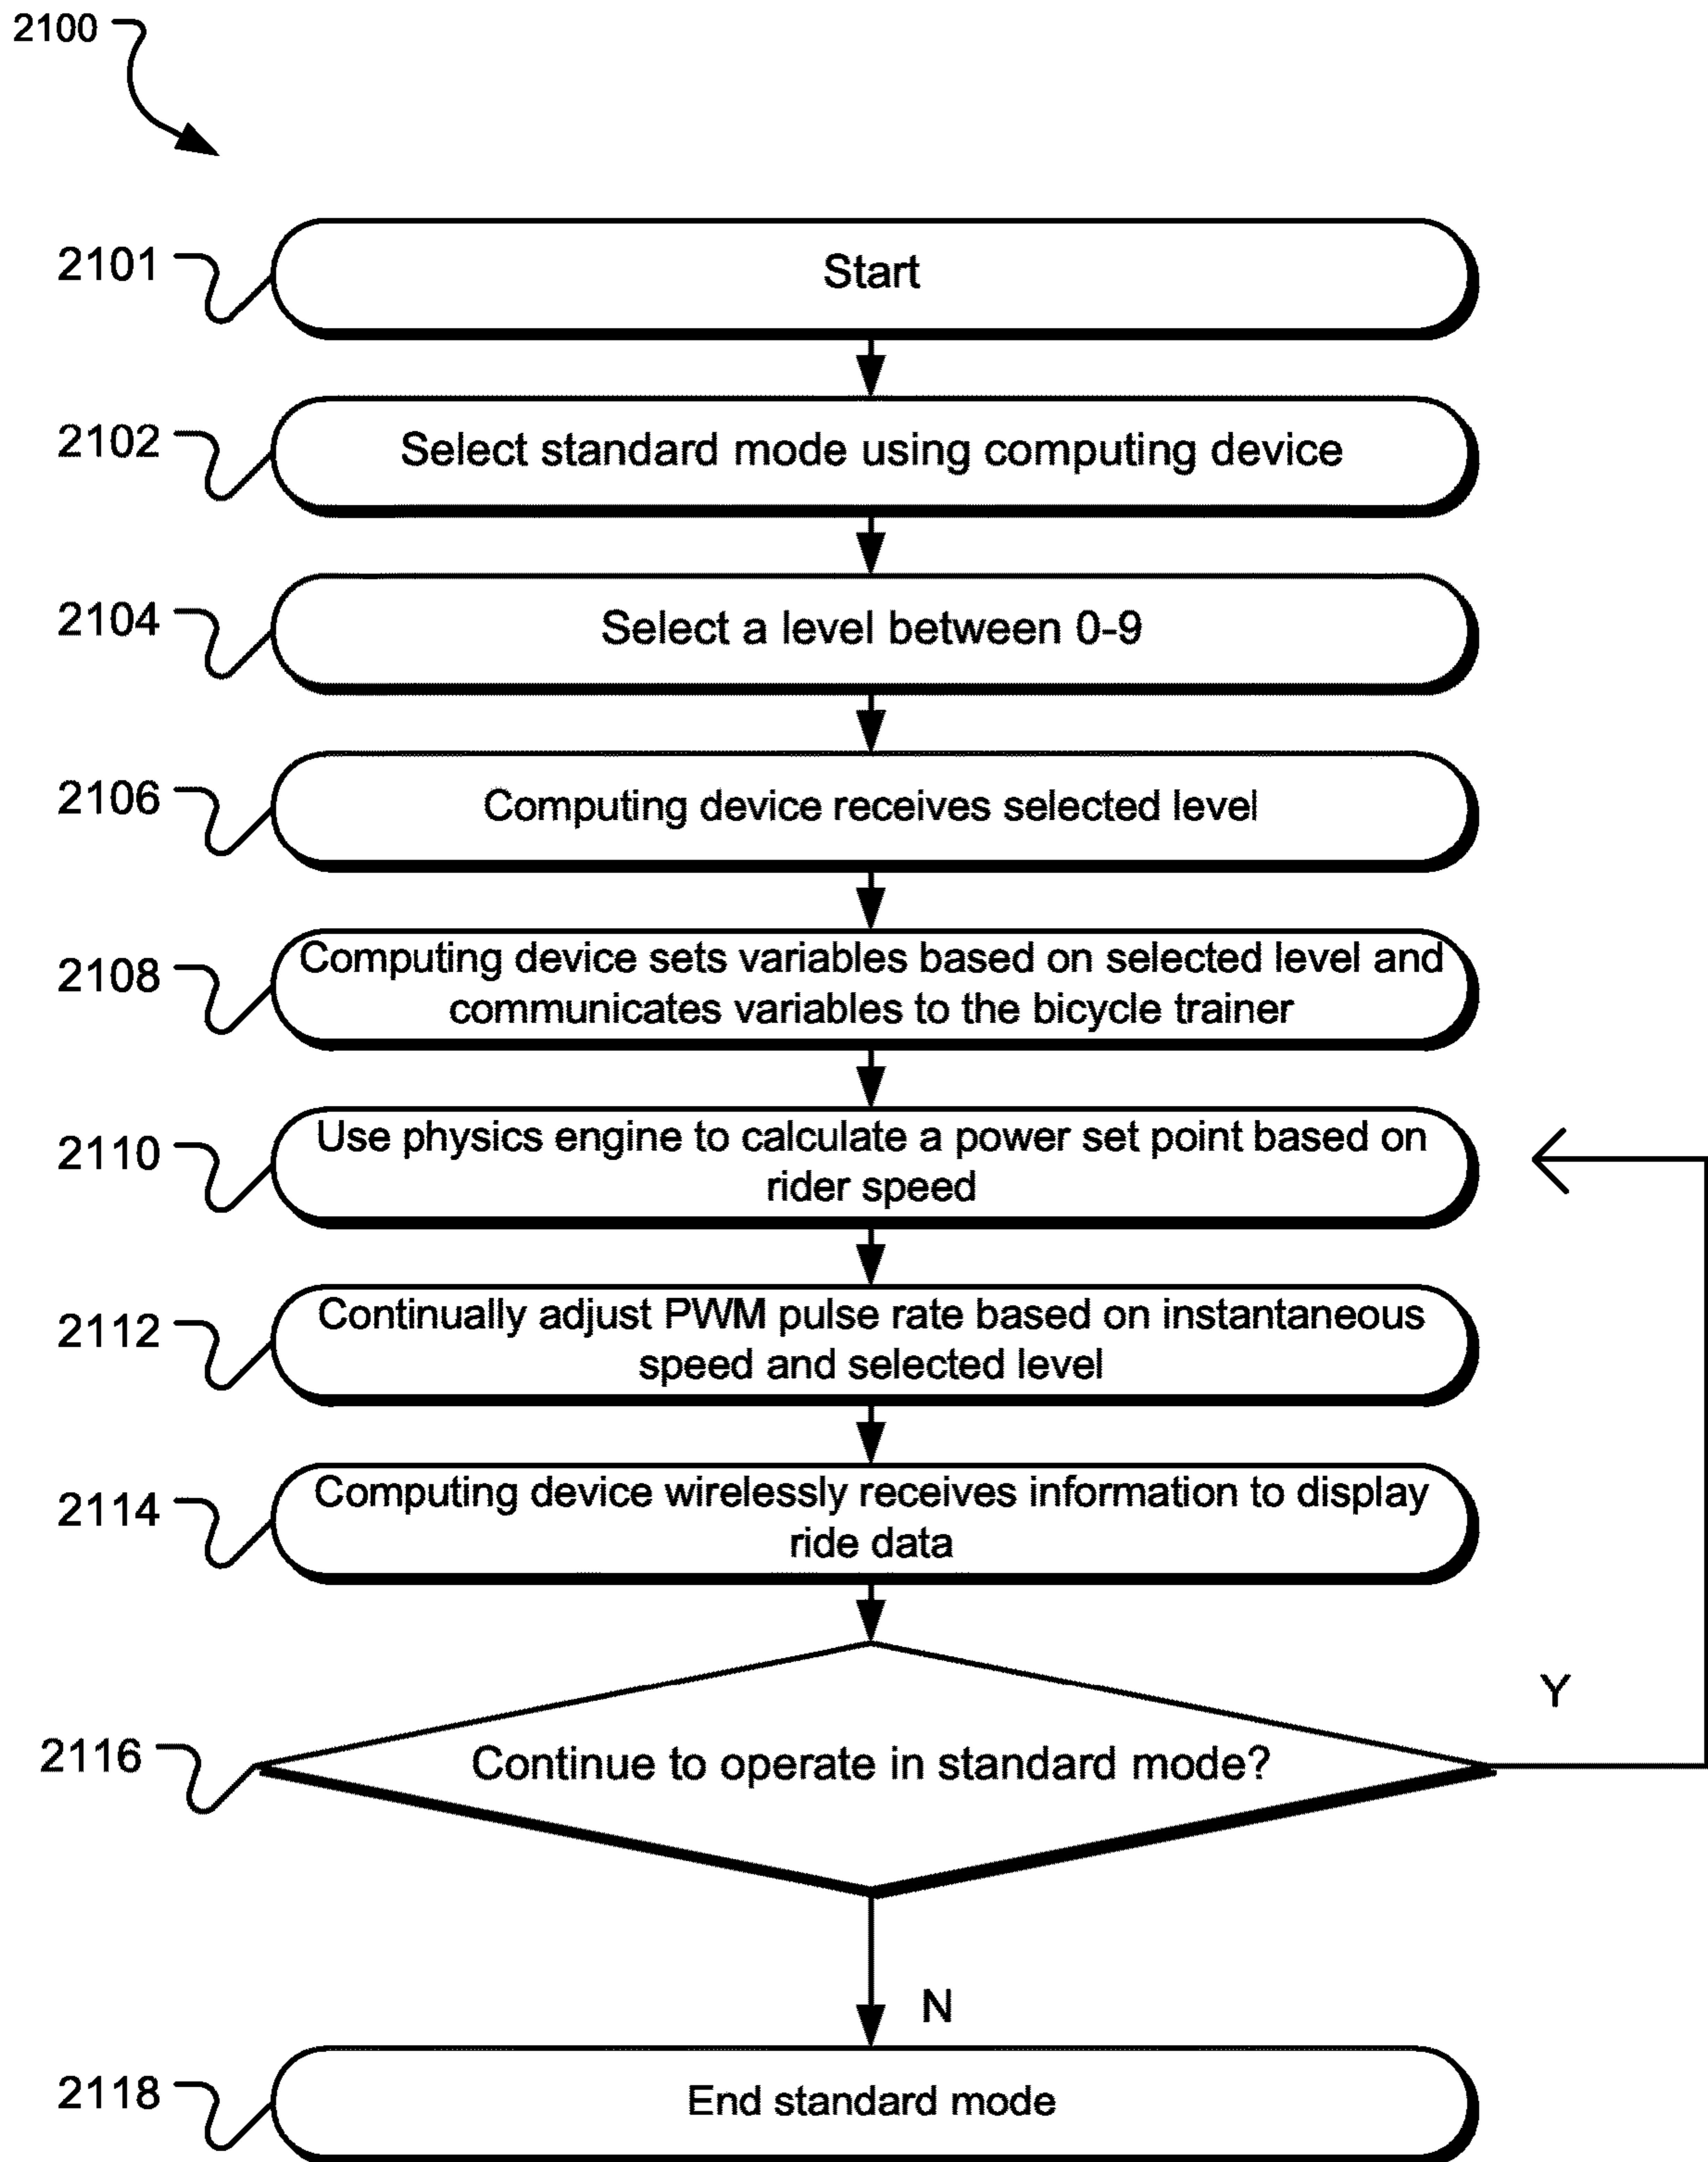 2100
2101
Start
2102
Select standard mode using computing device
2104
Select a level between 0-9
2106
Computing device receives selected level
2108
Computing device sets variables based on selected level and
communicates variables to the bicycle trainer
2110
Use physics engine to calculate a power set point based on
rider speed
2112
Continually adjust PWM pulse rate based on instantaneous
speed and selected level
2114
Computing device wirelessly receives information to display
ride data
Y
2116
Continue to operate in standard mode?
N
2118
End standard mode